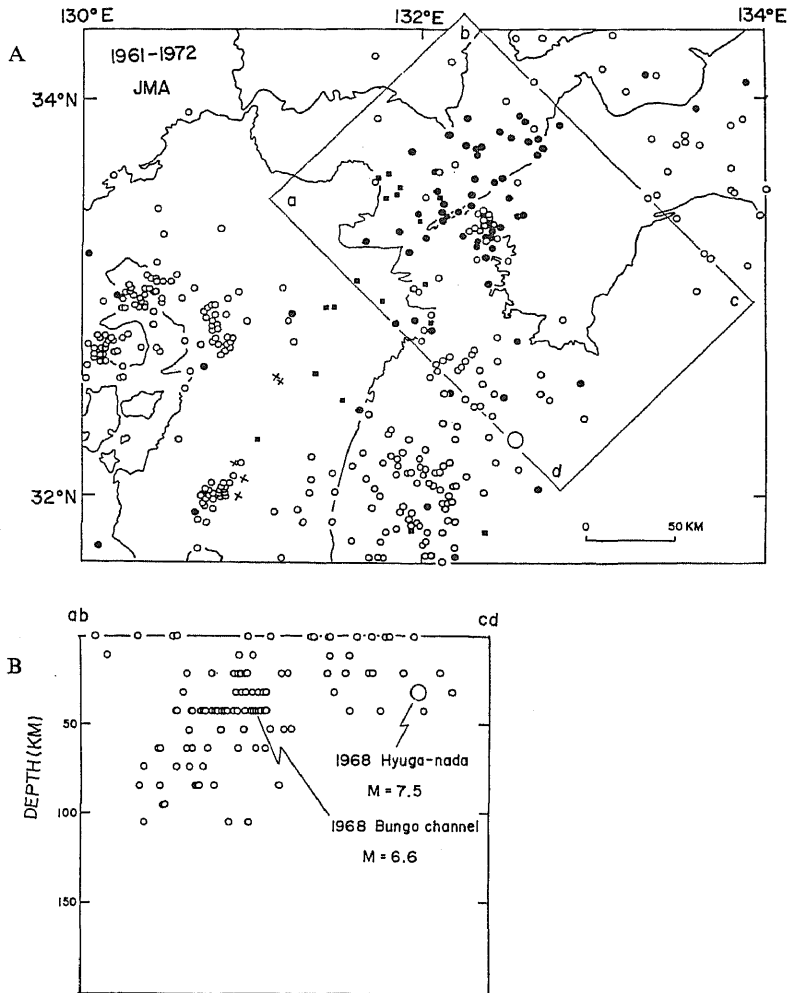 130°E 132°E 134°E
A
1961-1972
JMA
b
34°N
a
c
32°N
d
0 50 KM
ab cd
B
50
100
150
DEPTH(KM)
1968 Hyuga-nada
M = 7.5
1968 Bungo channel
M = 6.6